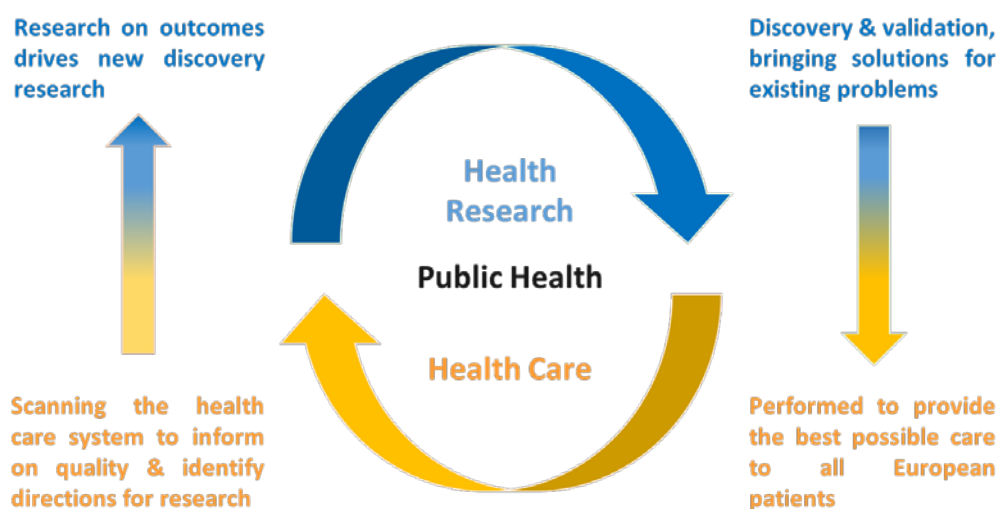 Research on outcomes
drives new discovery
research
Discovery & validation,
bringing solutions for
existing problems
Health
Research
Public Health
Health Care
Scanning the health
care system to inform
on quality & identify
directions for research
Performed to provide
the best possible care
to all European
patients